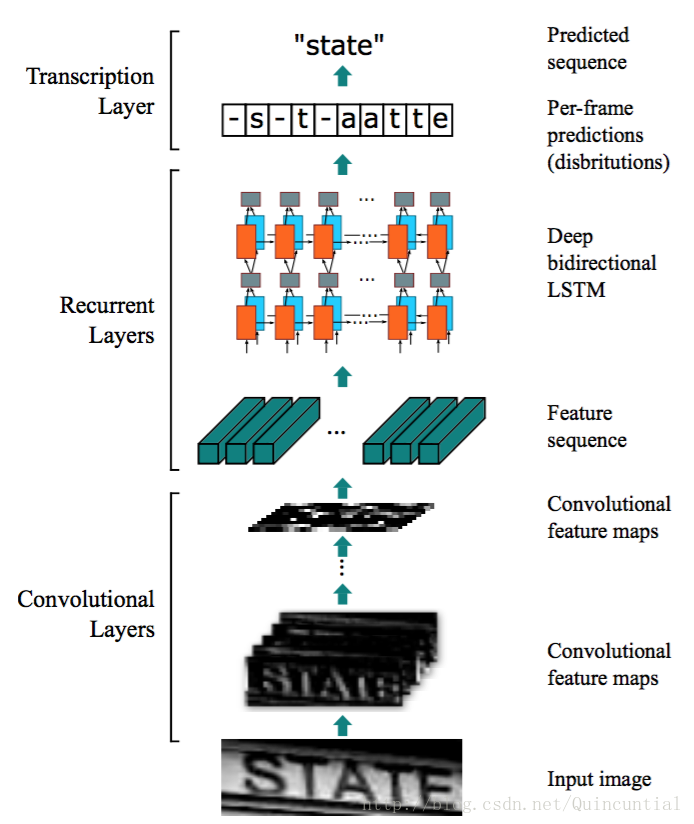 "state"
Predicted
sequence
Transcription
Layer
-s-t-aatte
Per-frame
predictions
(disbritutions)
...
Deep
bidirectional
LSTM
Recurrent
Layers
...
Feature
sequence
Convolutional
feature maps
Convolutional
Layers
STATE
Convolutional
feature maps
STATE
Input image
http://blog.csdn.net/Quincuntial